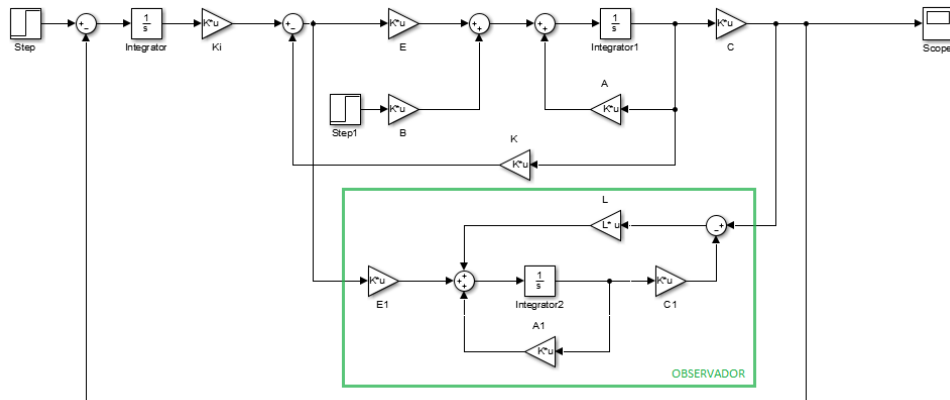 K*u
K*u
K*u
1
s
K*u
1
s
Step
Integrator
Ki
E
Integrator1
C
Scope
A
K*u
K*u
Step1
B
K
K*u
L
L* u
K*u
1
s
K*u
E1
Integrator2
C1
A1
K*u
OBSERVADOR